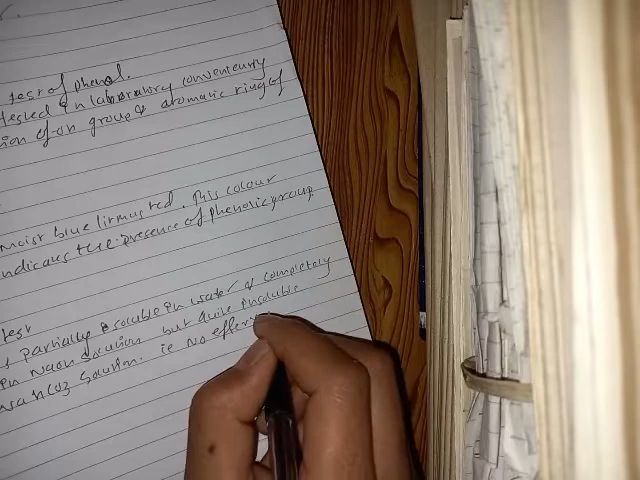 test of phenol.
tested in laboratory conveniently
ion of OH group & atomatic ring of
moist blue litmus red. This colour
indicates the presence of phenolic group
test
partially soluble in water & completely
in NaOH solution but quite insoluble
NaHCO3 solution. ie No effer